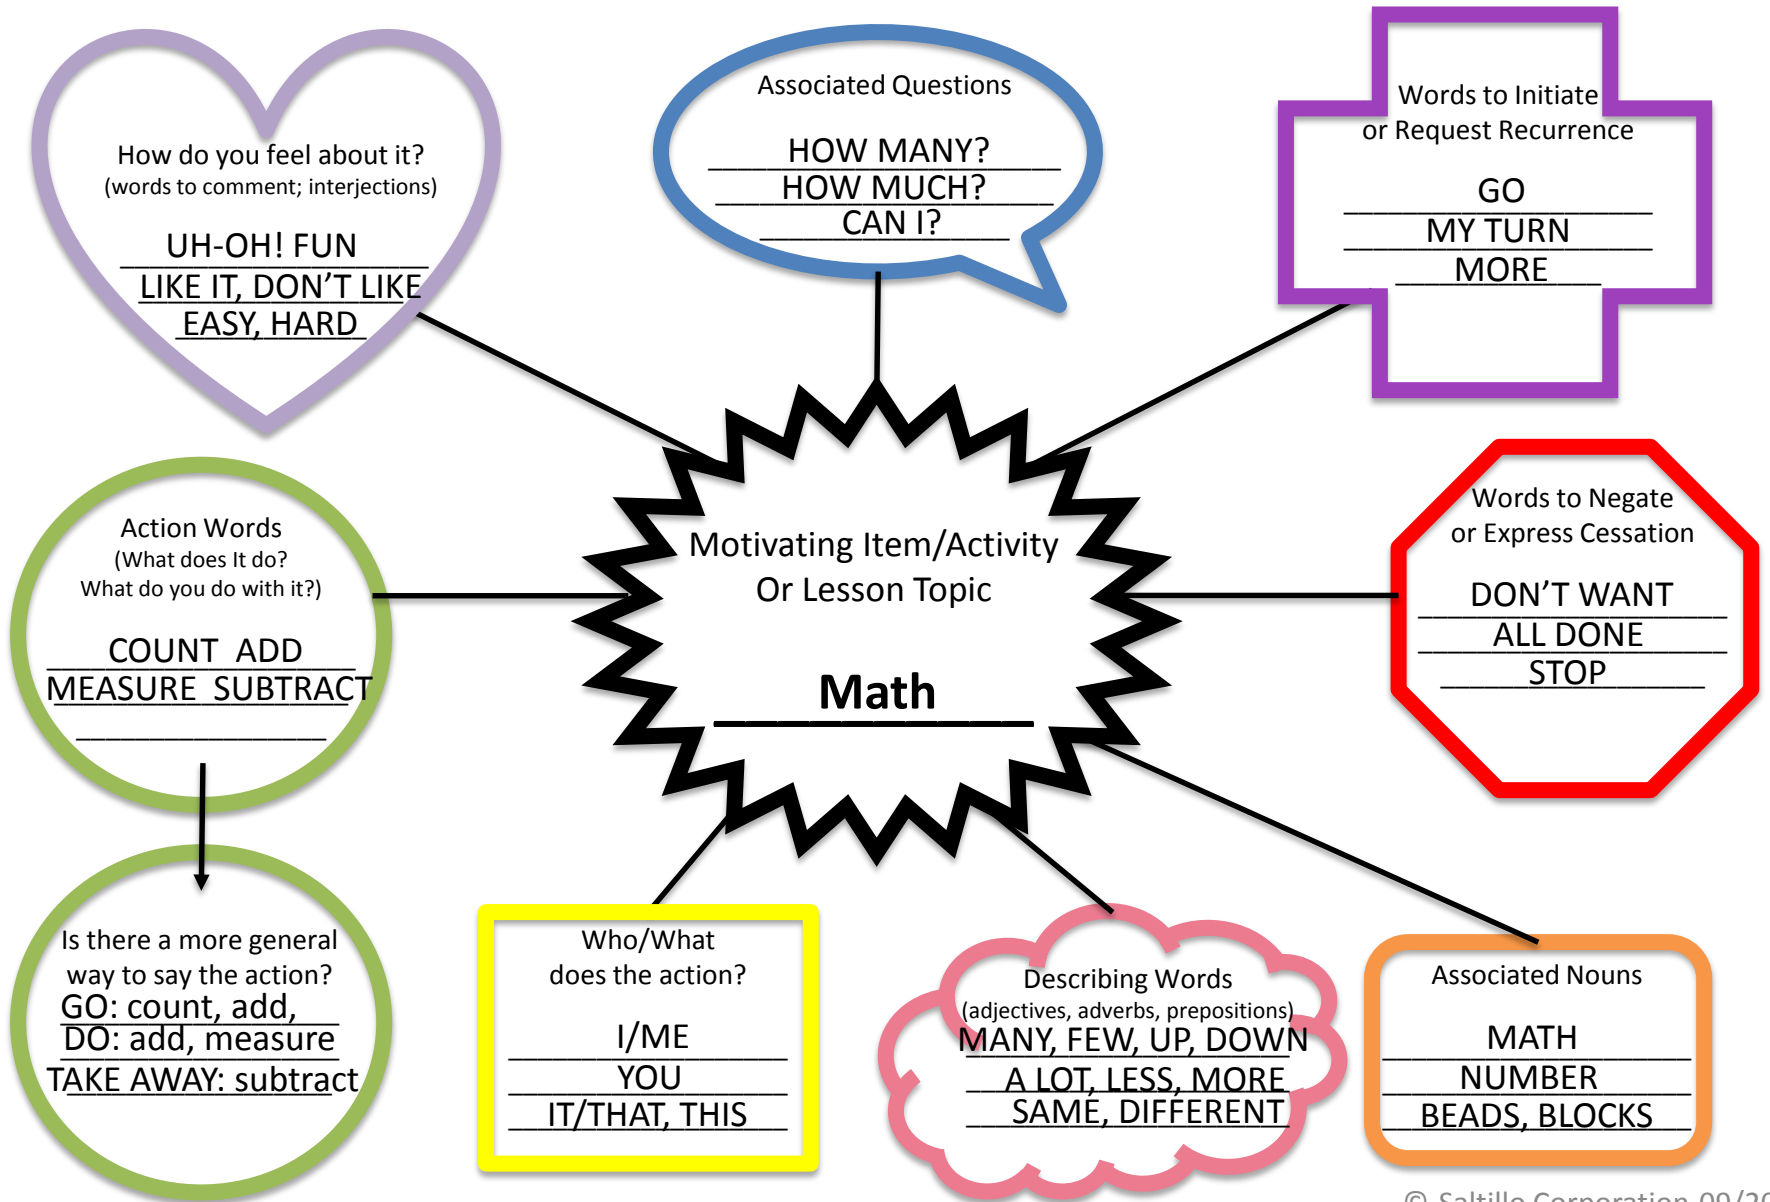 How do you feel about it?
(words to comment; interjections)
UH-OH! FUN
LIKE IT, DON’T LIKE
EASY, HARD
Associated Questions
HOW MANY?
HOW MUCH?
CAN I?
Words to Initiate
or Request Recurrence
GO
MY TURN
MORE
Action Words
(What does It do?
What do you do with it?)
COUNT ADD
MEASURE SUBTRACT
Motivating Item/Activity
Or Lesson Topic
Math
Words to Negate
or Express Cessation
DON’T WANT
ALL DONE
STOP
Is there a more general
way to say the action?
GO: count, add,
DO: add, measure
TAKE AWAY: subtract
Who/What
does the action?
I/ME
YOU
IT/THAT, THIS
Describing Words
(adjectives, adverbs, prepositions)
MANY, FEW, UP, DOWN
A LOT, LESS, MORE
SAME, DIFFERENT
Associated Nouns
MATH
NUMBER
BEADS, BLOCKS
© Saltillo Corporation